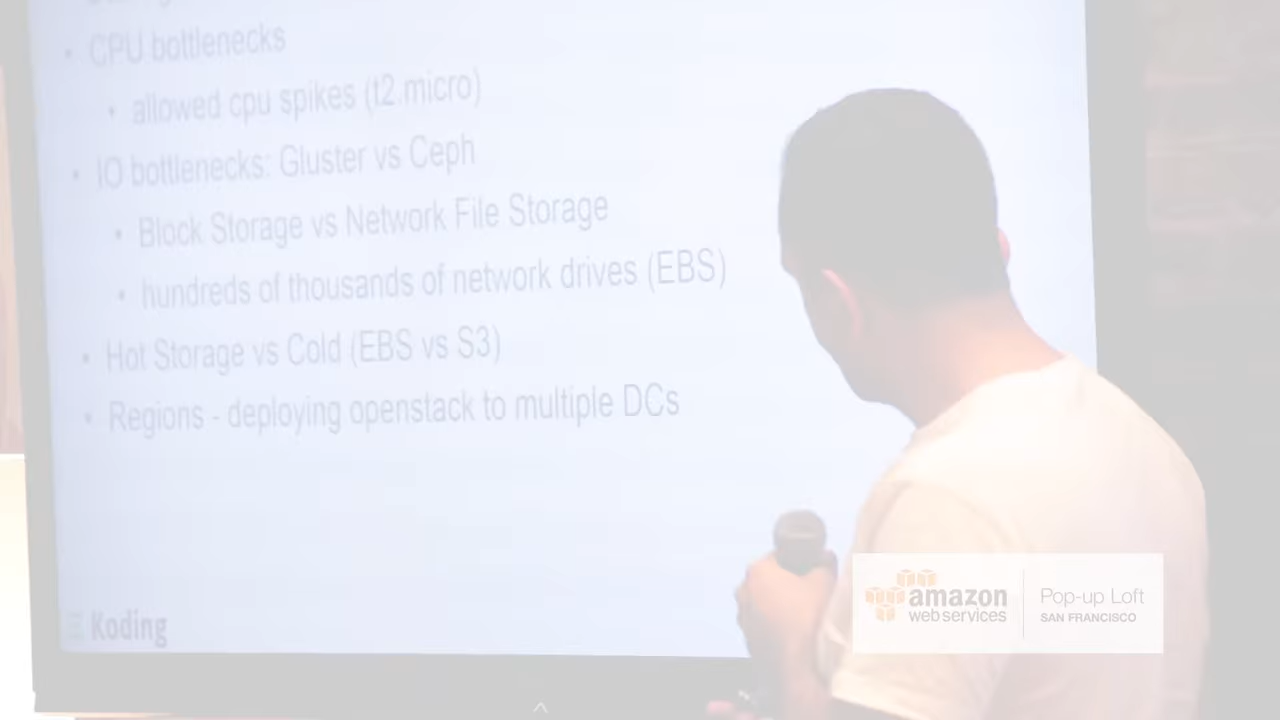 • CPU bottlenecks
• allowed cpu spikes (t2.micro)
• IO bottlenecks: Gluster vs Ceph
• Block Storage vs Network File Storage
• hundreds of thousands of network drives (EBS)
• Hot Storage vs Cold (EBS vs S3)
• Regions - deploying openstack to multiple DCs
Koding
amazon
webservices
Pop-up Loft
SAN FRANCISCO